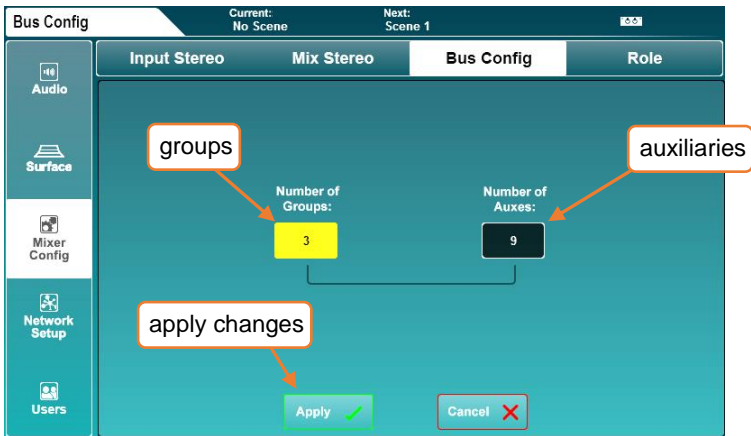 Bus Config
Current:
No Scene
Next:
Scene 1
Input Stereo
Mix Stereo
Bus Config
Role
Audio
Surface
Mixer
Config
Network
Setup
Users
groups
auxiliaries
Number of
Groups:
Number of
Auxes:
3
9
apply changes
Apply
Cancel